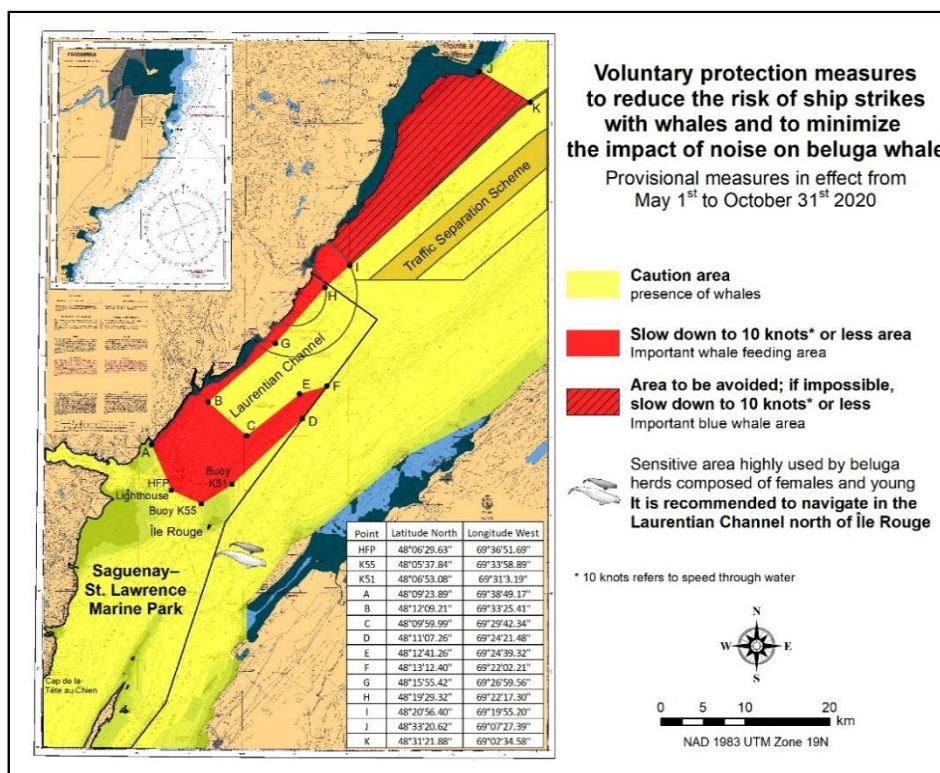 Voluntary protection measures
to reduce the risk of ship strikes
with whales and to minimize
the impact of noise on beluga whale
Provisional measures in effect from
May 1st to October 31st 2020
Caution area
presence of whales
Slow down to 10 knots* or less area
Important whale feeding area
Area to be avoided; if impossible,
slow down to 10 knots* or less
Important blue whale area
Sensitive area highly used by beluga
herds composed of females and young
It is recommended to navigate in the
Laurentian Channel north of Île Rouge
* 10 knots refers to speed through water
N
W E
S
0 5 10 20
km
NAD 1983 UTM Zone 19N
J
K
Traffic Separation Scheme
I
H
G
Laurentian Channel
E
F
B
D
C
A
Buoy
K51
HFP
Lighthouse
Buoy K55
Île Rouge
Saguenay–
St. Lawrence
Marine Park
Cap de la
Tête au Chien
Point Latitude North Longitude West
HFP 48°06'29.63" 69°36'51.69"
K55 48°05'37.84" 69°33'58.89"
K51 48°06'53.08" 69°31'3.19"
A 48°09'23.89" 69°38'49.17"
B 48°12'09.21" 69°33'25.41"
C 48°09'59.99" 69°29'42.34"
D 48°11'07.26" 69°24'21.48"
E 48°12'41.26" 69°24'39.32"
F 48°13'12.40" 69°22'02.21"
G 48°15'55.42" 69°26'59.56"
H 48°19'29.32" 69°22'17.30"
I 48°20'56.40" 69°19'55.20"
J 48°33'20.62" 69°07'27.39"
K 48°31'21.88" 69°02'34.58"